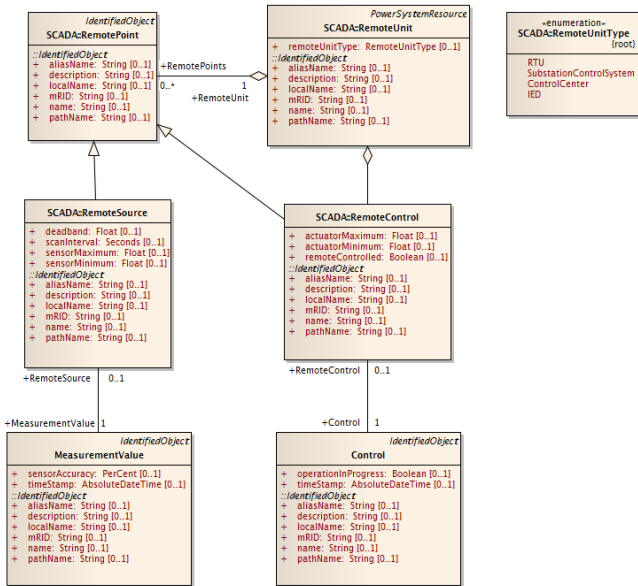 IdentifiedObject
SCADA::RemotePoint
::IdentifiedObject
+ aliasName: String [0..1]
+ description: String [0..1]
+ localName: String [0..1]
+ mRID: String [0..1]
+ name: String [0..1]
+ pathName: String [0..1]
+RemotePoints
0..*
1
+RemoteUnit
PowerSystemResource
SCADA::RemoteUnit
+ remoteUnitType: RemoteUnitType [0..1]
::IdentifiedObject
+ aliasName: String [0..1]
+ description: String [0..1]
+ localName: String [0..1]
+ mRID: String [0..1]
+ name: String [0..1]
+ pathName: String [0..1]
«enumeration»
SCADA::RemoteUnitType
{root}
RTU
SubstationControlSystem
ControlCenter
IED
SCADA::RemoteSource
+ deadband: Float [0..1]
+ scanInterval: Seconds [0..1]
+ sensorMaximum: Float [0..1]
+ sensorMinimum: Float [0..1]
::IdentifiedObject
+ aliasName: String [0..1]
+ description: String [0..1]
+ localName: String [0..1]
+ mRID: String [0..1]
+ name: String [0..1]
+ pathName: String [0..1]
SCADA::RemoteControl
+ actuatorMaximum: Float [0..1]
+ actuatorMinimum: Float [0..1]
+ remoteControlled: Boolean [0..1]
::IdentifiedObject
+ aliasName: String [0..1]
+ description: String [0..1]
+ localName: String [0..1]
+ mRID: String [0..1]
+ name: String [0..1]
+ pathName: String [0..1]
+RemoteSource 0..1
+MeasurementValue 1
+RemoteControl 0..1
+Control 1
IdentifiedObject
MeasurementValue
+ sensorAccuracy: PerCent [0..1]
+ timeStamp: AbsoluteDateTime [0..1]
::IdentifiedObject
+ aliasName: String [0..1]
+ description: String [0..1]
+ localName: String [0..1]
+ mRID: String [0..1]
+ name: String [0..1]
+ pathName: String [0..1]
IdentifiedObject
Control
+ operationInProgress: Boolean [0..1]
+ timeStamp: AbsoluteDateTime [0..1]
::IdentifiedObject
+ aliasName: String [0..1]
+ description: String [0..1]
+ localName: String [0..1]
+ mRID: String [0..1]
+ name: String [0..1]
+ pathName: String [0..1]